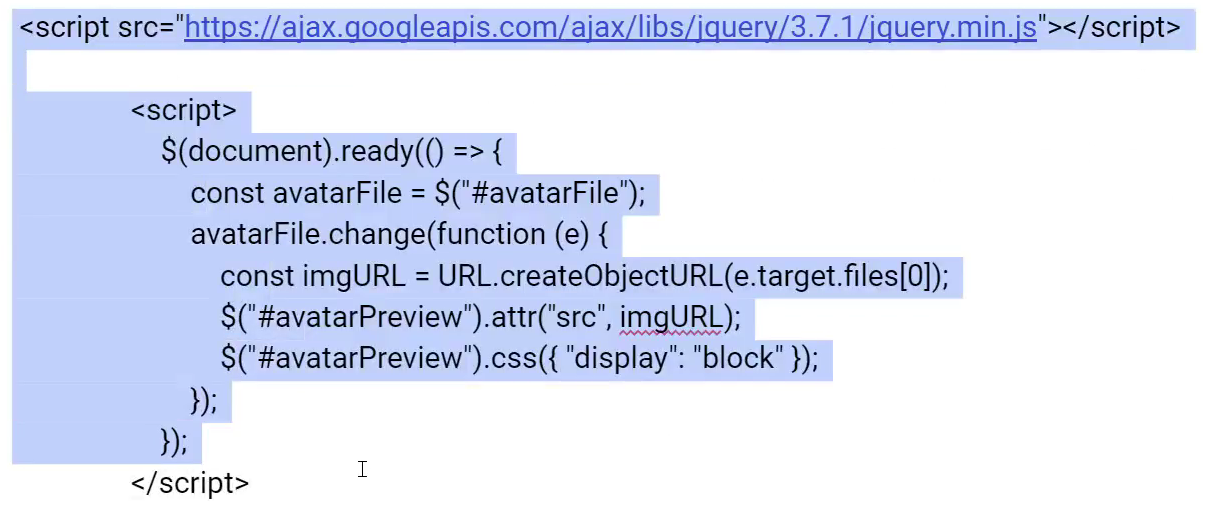 <script src="https://ajax.googleapis.com/ajax/libs/jquery/3.7.1/jquery.min.js"></script>
<script>
$(document).ready(() => {
const avatarFile = $("#avatarFile");
avatarFile.change(function (e) {
const imgURL = URL.createObjectURL(e.target.files[0]);
$("#avatarPreview").attr("src", imgURL);
$("#avatarPreview").css({ "display": "block" });
});
});
</script>